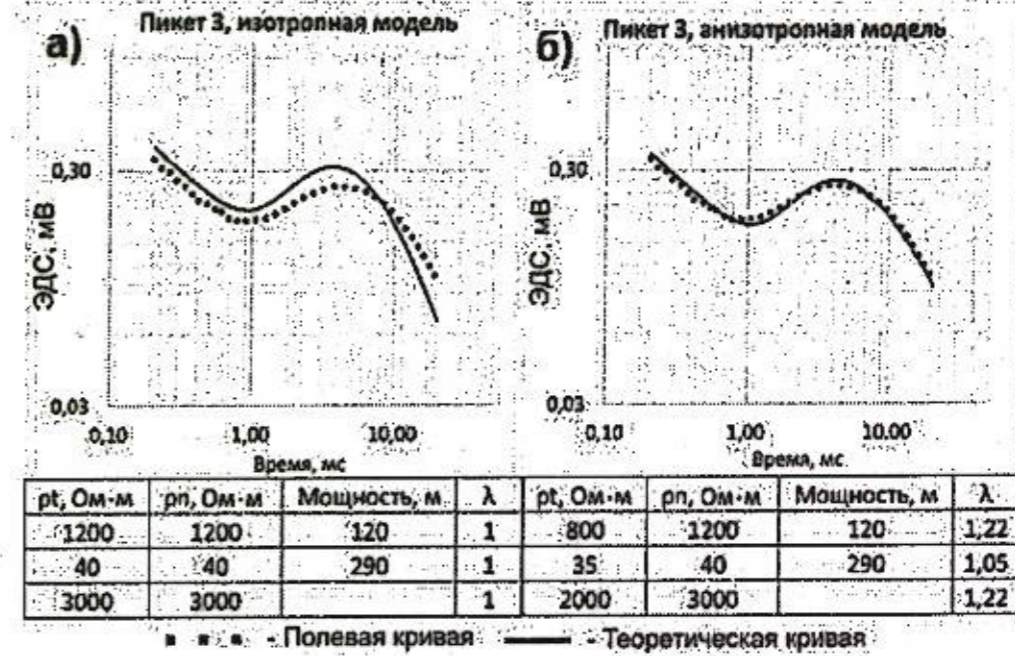 а) Пикет 3, изотропная модель
б) Пикет 3, анизотропная модель
ЭДС, мВ
0,30
0,03
0,10 1,00 10,00
Время, мс
ЭДС, мВ
0,30
0,03
0,10 1,00 10.00
Время, мс
ρt, Ом·м ρn, Ом·м Мощность, м λ ρt, Ом·м ρn, Ом·м Мощность, м λ
1200 1200 120 1 800 1200 120 1,22
40 40 290 1 35 40 290 1,05
3000 3000 1 2000 3000 1,22
- Полевая кривая - Теоретическая кривая